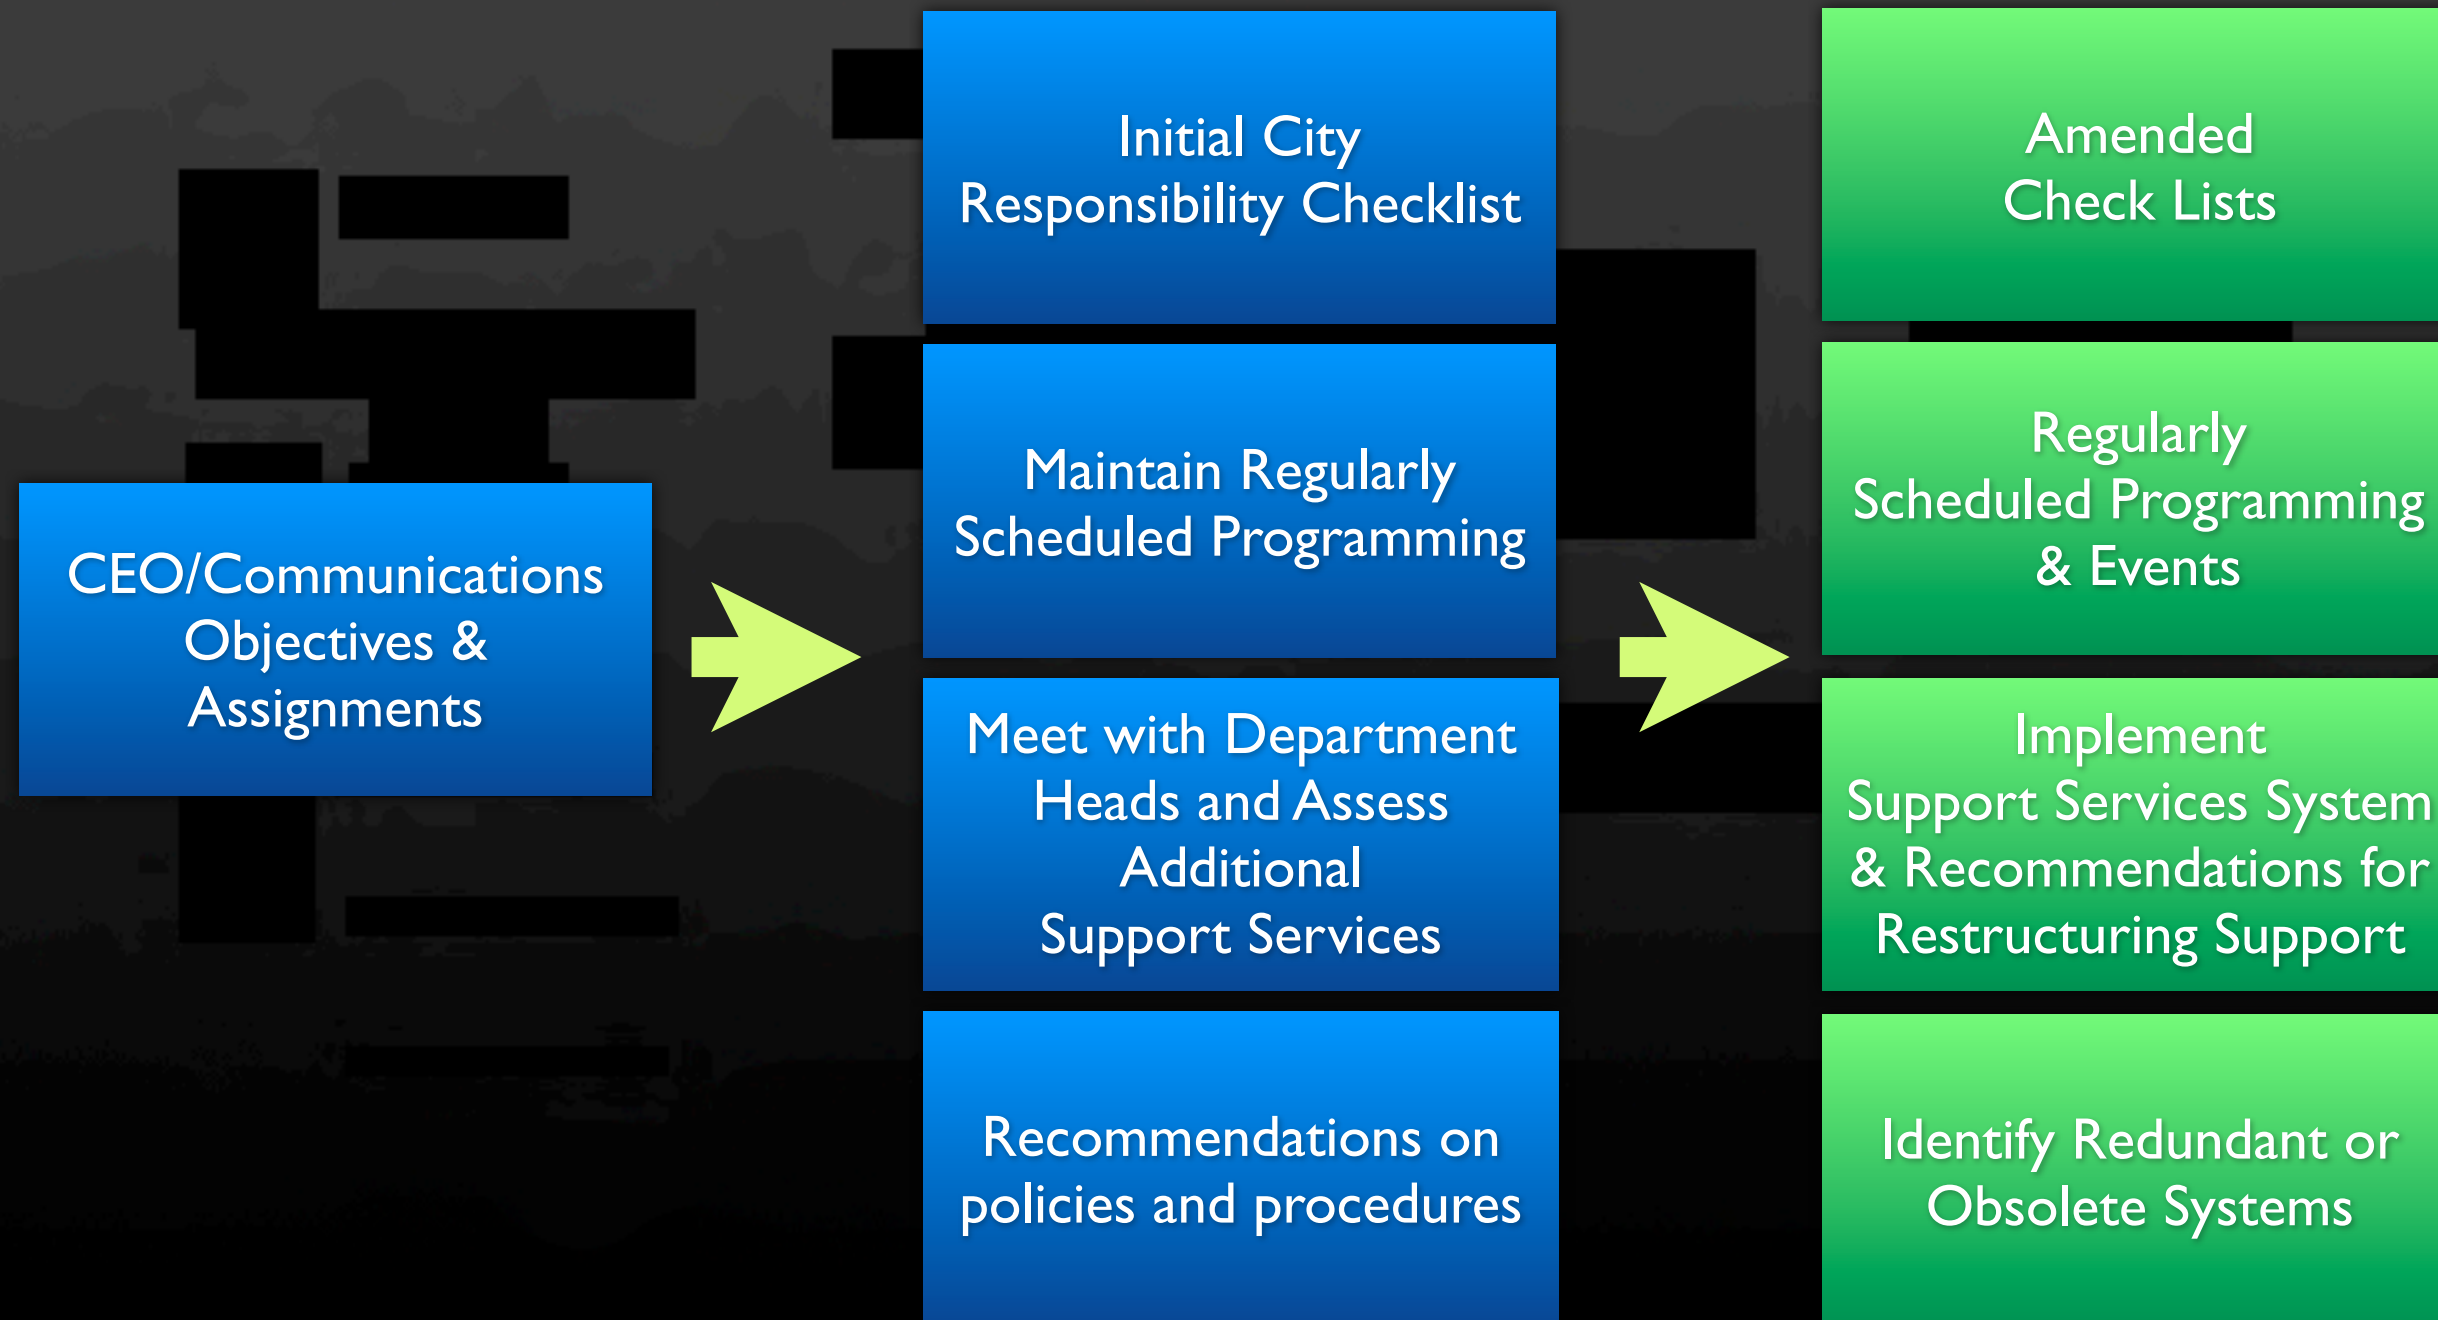 CEO/Communications
Objectives &
Assignments
Initial City
Responsibility Checklist
Maintain Regularly
Scheduled Programming
Meet with Department
Heads and Assess
Additional
Support Services
Recommendations on
policies and procedures
Amended
Check Lists
Regularly
Scheduled Programming
& Events
Implement
Support Services System
& Recommendations for
Restructuring Support
Identify Redundant or
Obsolete Systems